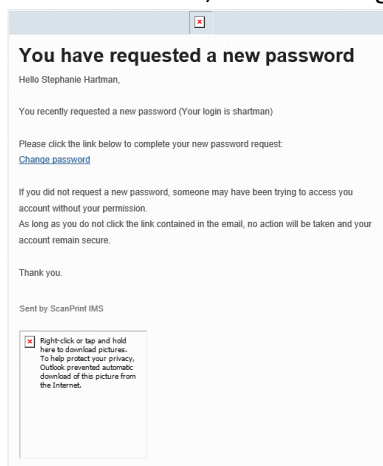 You have requested a new password
Hello Stephanie Hartman,
You recently requested a new password (Your login is shartman)
Please click the link below to complete your new password request:
Change password
If you did not request a new password, someone may have been trying to access you
account without your permission.
As long as you do not click the link contained in the email, no action will be taken and your
account remain secure.
Thank you.
Sent by ScanPrint IMS
Right-click or tap and hold
here to download pictures.
To help protect your privacy,
Outlook prevented automatic
download of this picture from
the Internet.